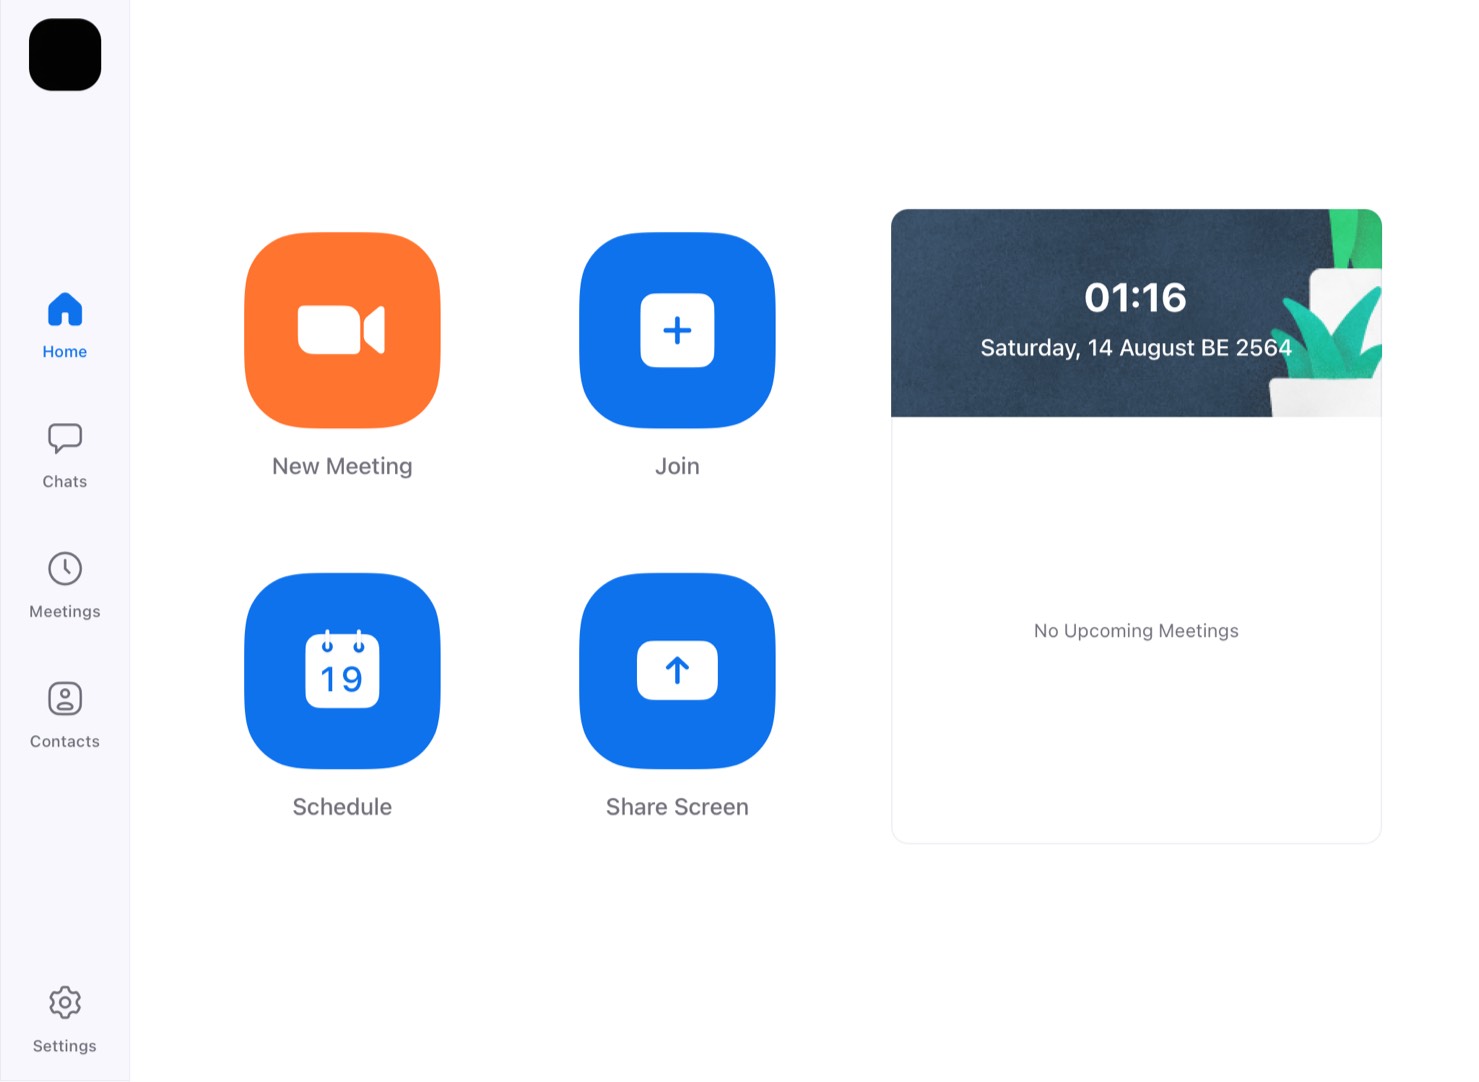 Home
Chats
Meetings
Contacts
Settings
New Meeting
Join
19
Schedule
Share Screen
01:16
Saturday, 14 August BE 2564
No Upcoming Meetings